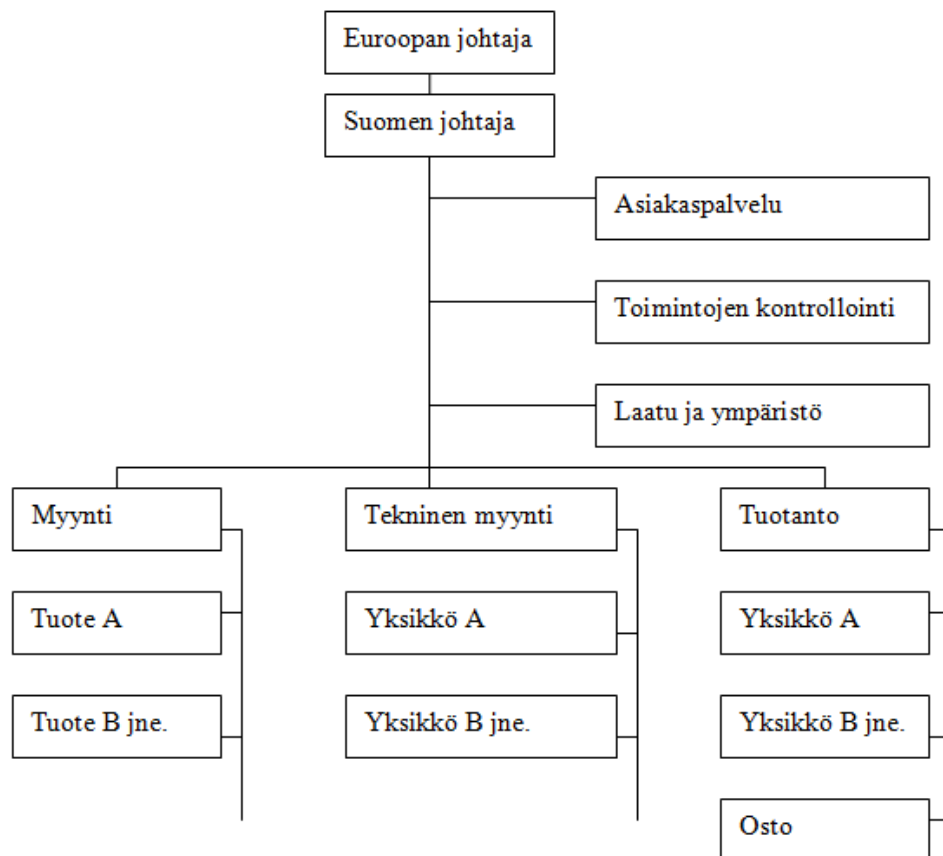 Euroopan johtaja
Suomen johtaja
Asiakaspalvelu
Toimintojen kontrollointi
Laatu ja ympäristö
Myynti
Tekninen myynti
Tuotanto
Tuote A
Yksikkö A
Yksikkö A
Tuote B jne.
Yksikkö B jne.
Yksikkö B jne.
Osto